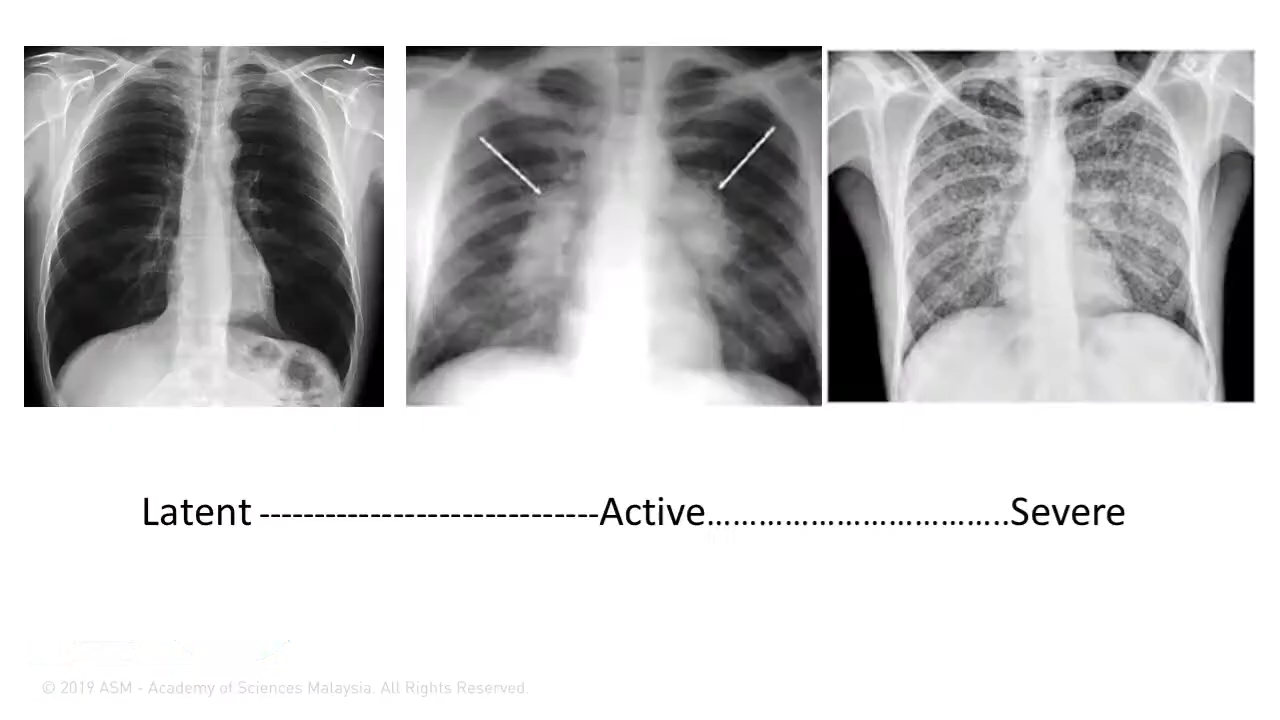 Latent ------------------------------Active……………………………..Severe
© 2019 ASM - Academy of Sciences Malaysia. All Rights Reserved.